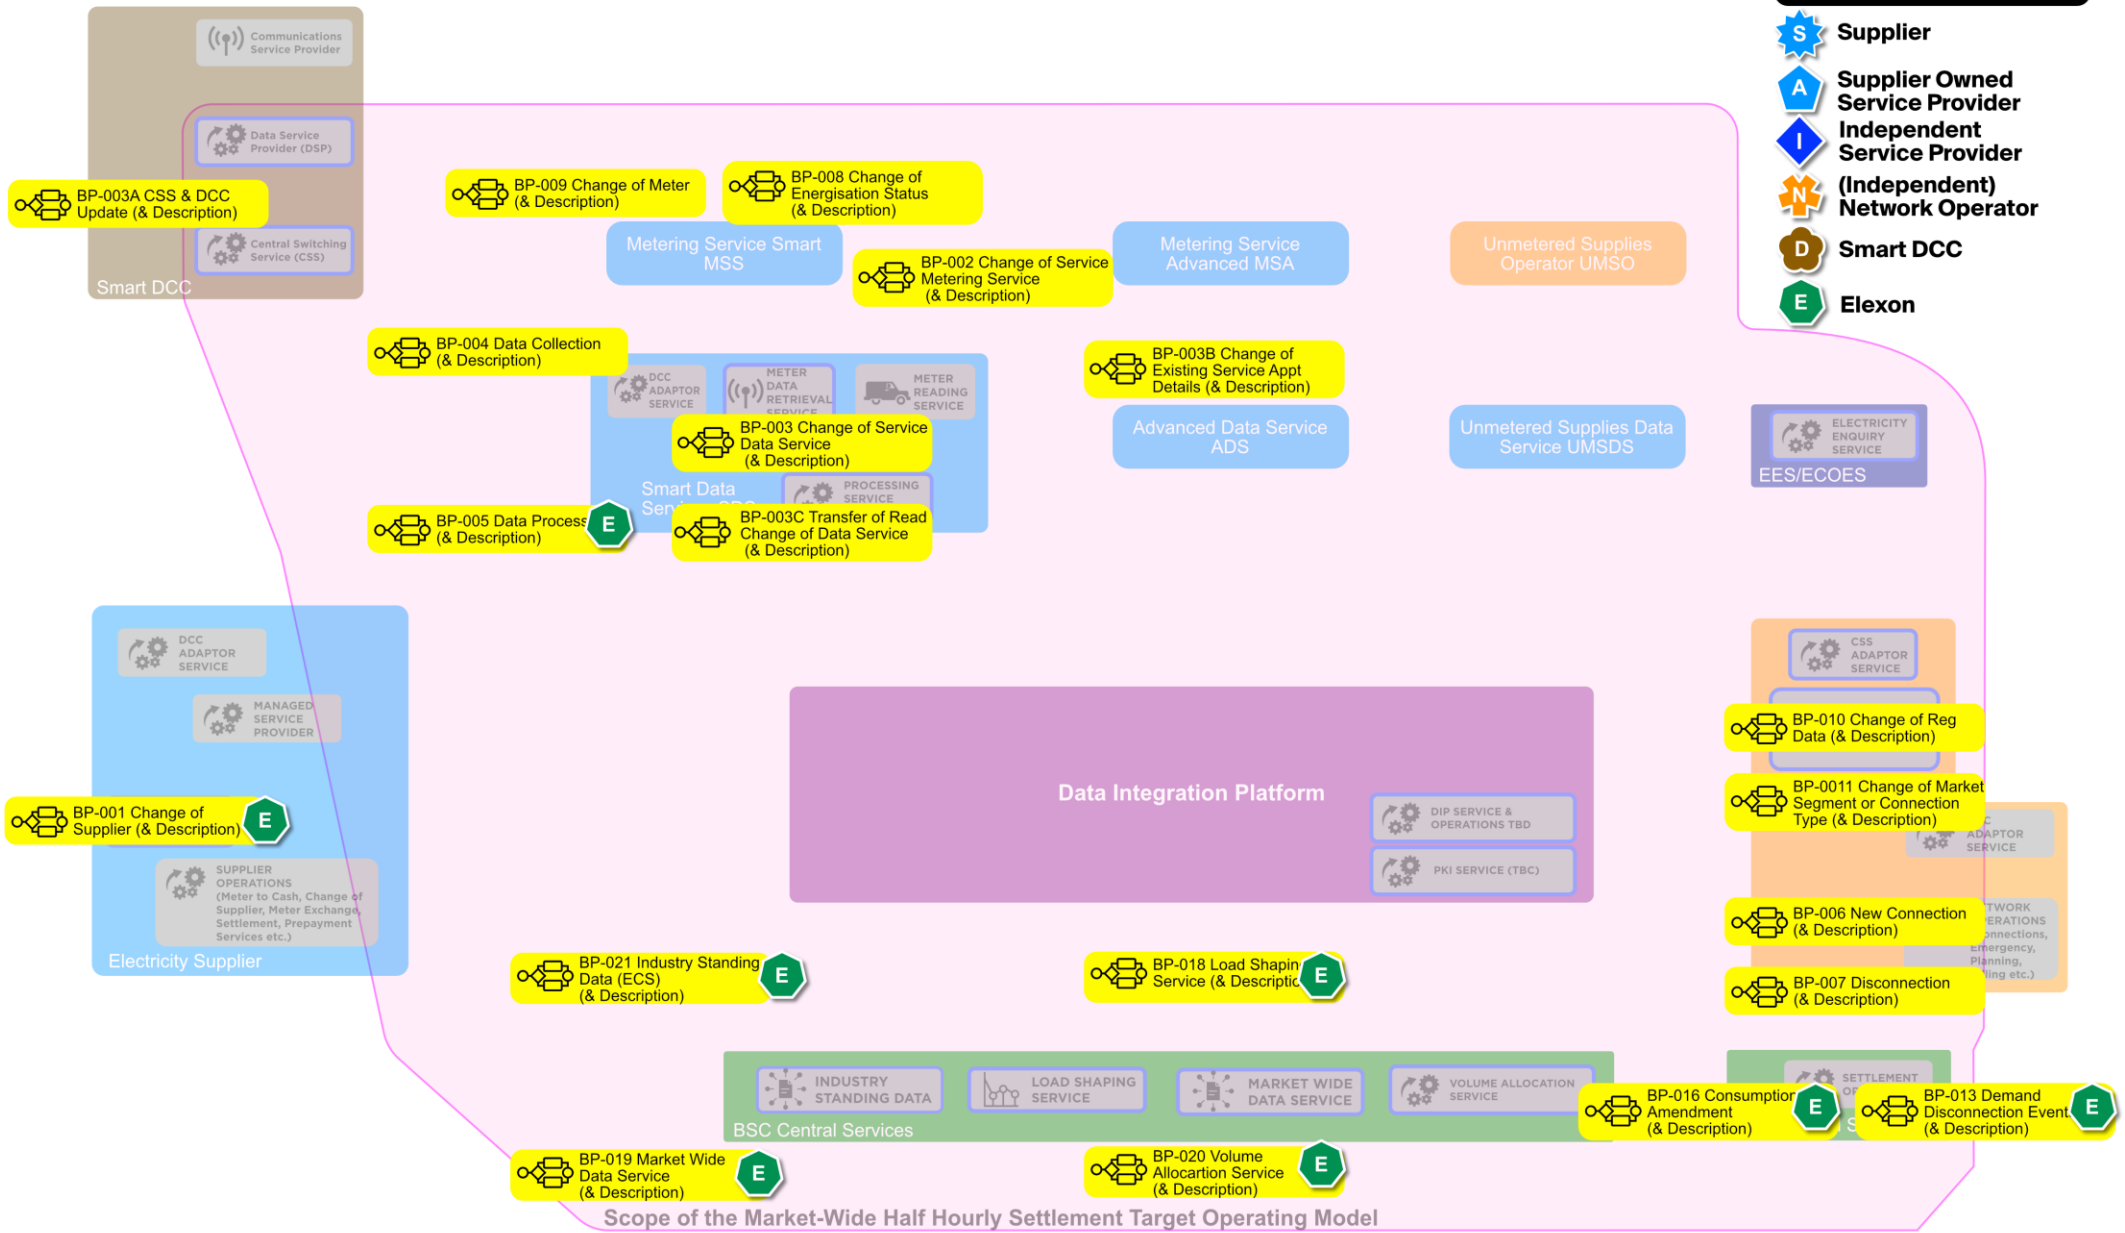 Communications
Service Provider
Data Service
Provider (DSP)
BP-003A CSS & DCC
Update (& Description)
Central Switching
Service (CSS)
Smart DCC
S
Supplier
A
Supplier Owned
Service Provider
I
Independent
Service Provider
N
(Independent)
Network Operator
D
Smart DCC
E
Elexon
BP-009 Change of Meter
(& Description)
BP-008 Change of
Energisation Status
(& Description)
Metering Service Smart
MSS
BP-002 Change of Service
Metering Service
(& Description)
Metering Service
Advanced MSA
Unmetered Supplies
Operator UMSO
BP-004 Data Collection
(& Description)
DCC
ADAPTOR
SERVICE
METER
DATA
RETRIEVAL
SERVICE
METER
READING
SERVICE
BP-003B Change of
Existing Service Appt
Details (& Description)
BP-003 Change of Service
Data Service
(& Description)
Advanced Data Service
ADS
Unmetered Supplies Data
Service UMSDS
ELECTRICITY
ENQUIRY
SERVICE
EES/ECOES
Smart Data
PROCESSING
SERVICE
BP-005 Data Process
(& Description)
E
BP-003C Transfer of Read
Change of Data Service
(& Description)
DCC
ADAPTOR
SERVICE
MANAGED
SERVICE
PROVIDER
BP-001 Change of
Supplier (& Description)
E
SUPPLIER
OPERATIONS
(Meter to Cash, Change of
Supplier, Meter Exchange,
Settlement, Prepayment
Services etc.)
Electricity Supplier
Data Integration Platform
DIP SERVICE &
OPERATIONS TBD
PKI SERVICE (TBC)
CSS
ADAPTOR
SERVICE
BP-010 Change of Reg
Data (& Description)
BP-0011 Change of Market
Segment or Connection
Type (& Description)
ADAPTOR
SERVICE
BP-006 New Connection
(& Description)
Emergency,
Planning,
etc.)
BP-007 Disconnection
(& Description)
BP-021 Industry Standing
Data (ECS)
(& Description)
E
BP-018 Load Shapin
Service (& Descriptio
E
INDUSTRY
STANDING DATA
LOAD SHAPING
SERVICE
MARKET WIDE
DATA SERVICE
VOLUME ALLOCATION
SERVICE
BSC Central Services
SETTLEMENT
BP-016 Consumption
Amendment
(& Description)
E
BP-013 Demand
Disconnection Event
(& Description)
E
BP-019 Market Wide
Data Service
(& Description)
E
BP-020 Volume
Allocartion Service
(& Description)
E
Scope of the Market-Wide Half Hourly Settlement Target Operating Model